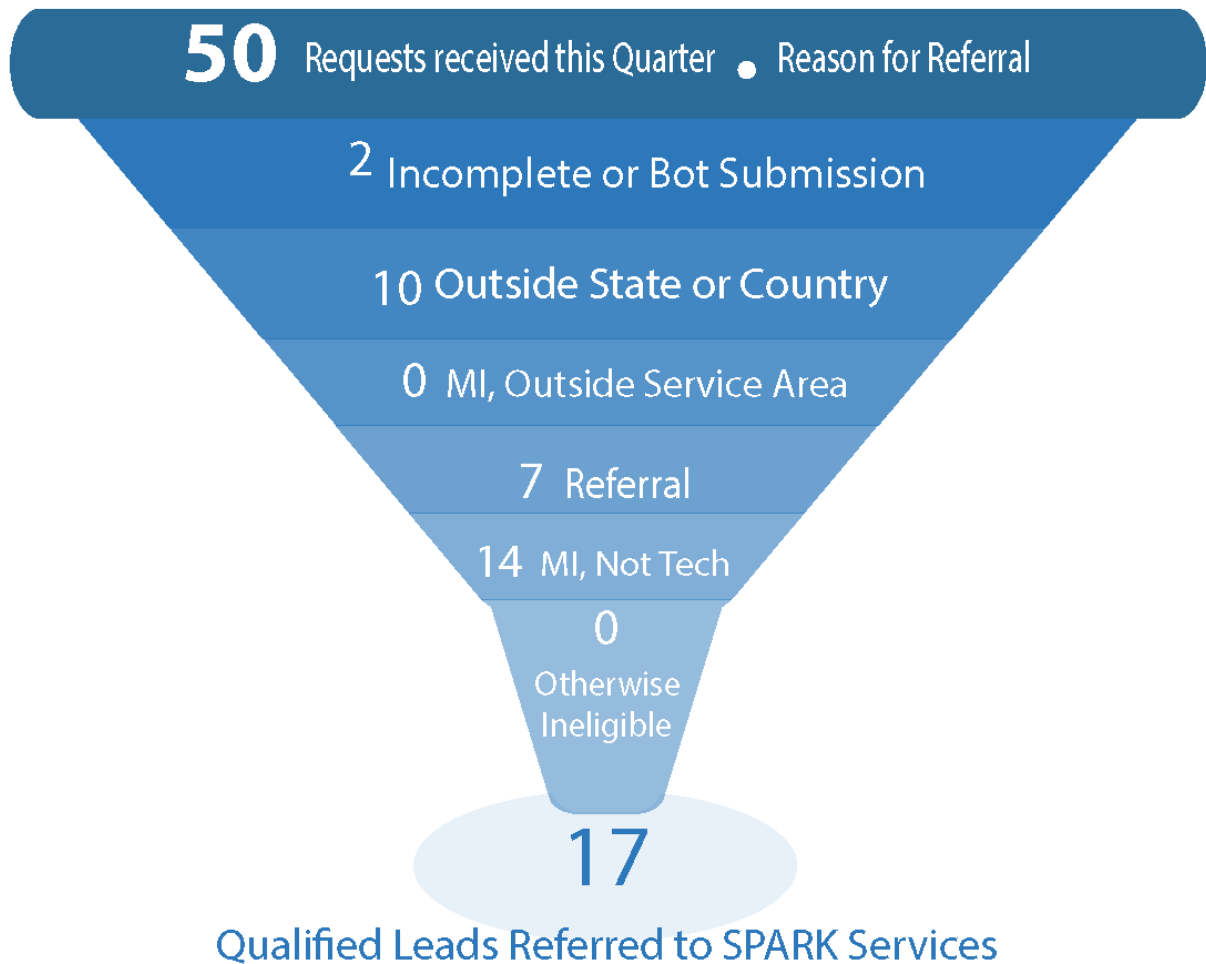 50 Requests received this Quarter • Reason for Referral
2 Incomplete or Bot Submission
10 Outside State or Country
0 MI, Outside Service Area
7 Referral
14 MI, Not Tech
0
Otherwise
Ineligible
17
Qualified Leads Referred to SPARK Services